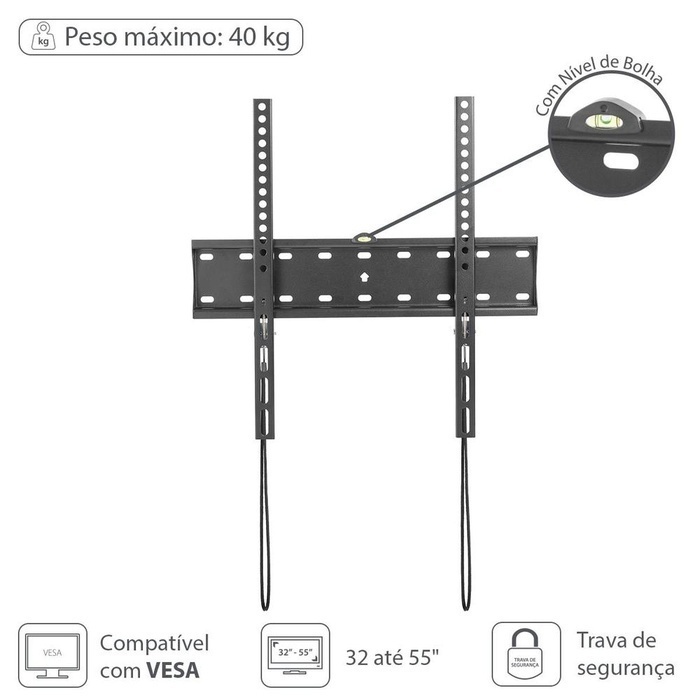 kg
Peso máximo: 40 kg
Com Nível de Bolha
VESA
Compatível
com VESA
32" - 55"
32 até 55"
TRAVA DE
SEGURANÇA
Trava de
segurança